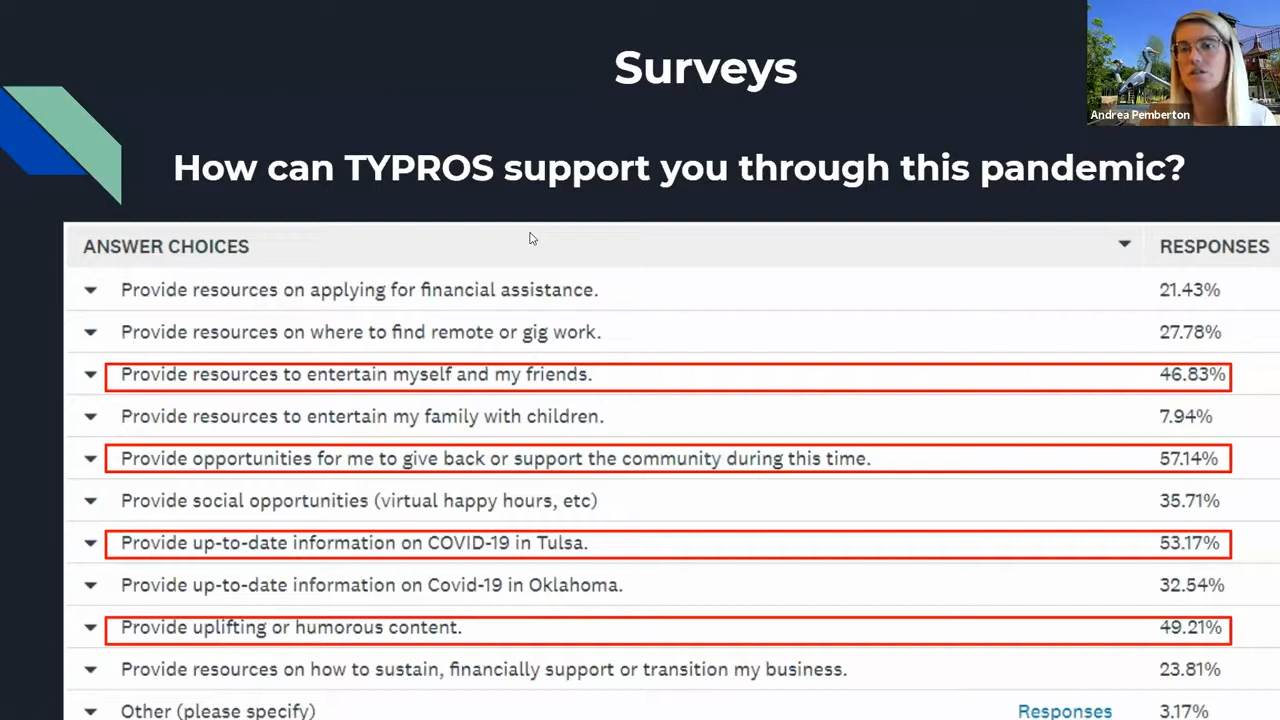 Surveys
Andrea Pemberton
How can TYPROS support you through this pandemic?
ANSWER CHOICES RESPONSES
Provide resources on applying for financial assistance. 21.43%
Provide resources on where to find remote or gig work. 27.78%
Provide resources to entertain myself and my friends. 46.83%
Provide resources to entertain my family with children. 7.94%
Provide opportunities for me to give back or support the community during this time. 57.14%
Provide social opportunities (virtual happy hours, etc) 35.71%
Provide up-to-date information on COVID-19 in Tulsa. 53.17%
Provide up-to-date information on Covid-19 in Oklahoma. 32.54%
Provide uplifting or humorous content. 49.21%
Provide resources on how to sustain, financially support or transition my business. 23.81%
Other (please specify) Responses 3.17%